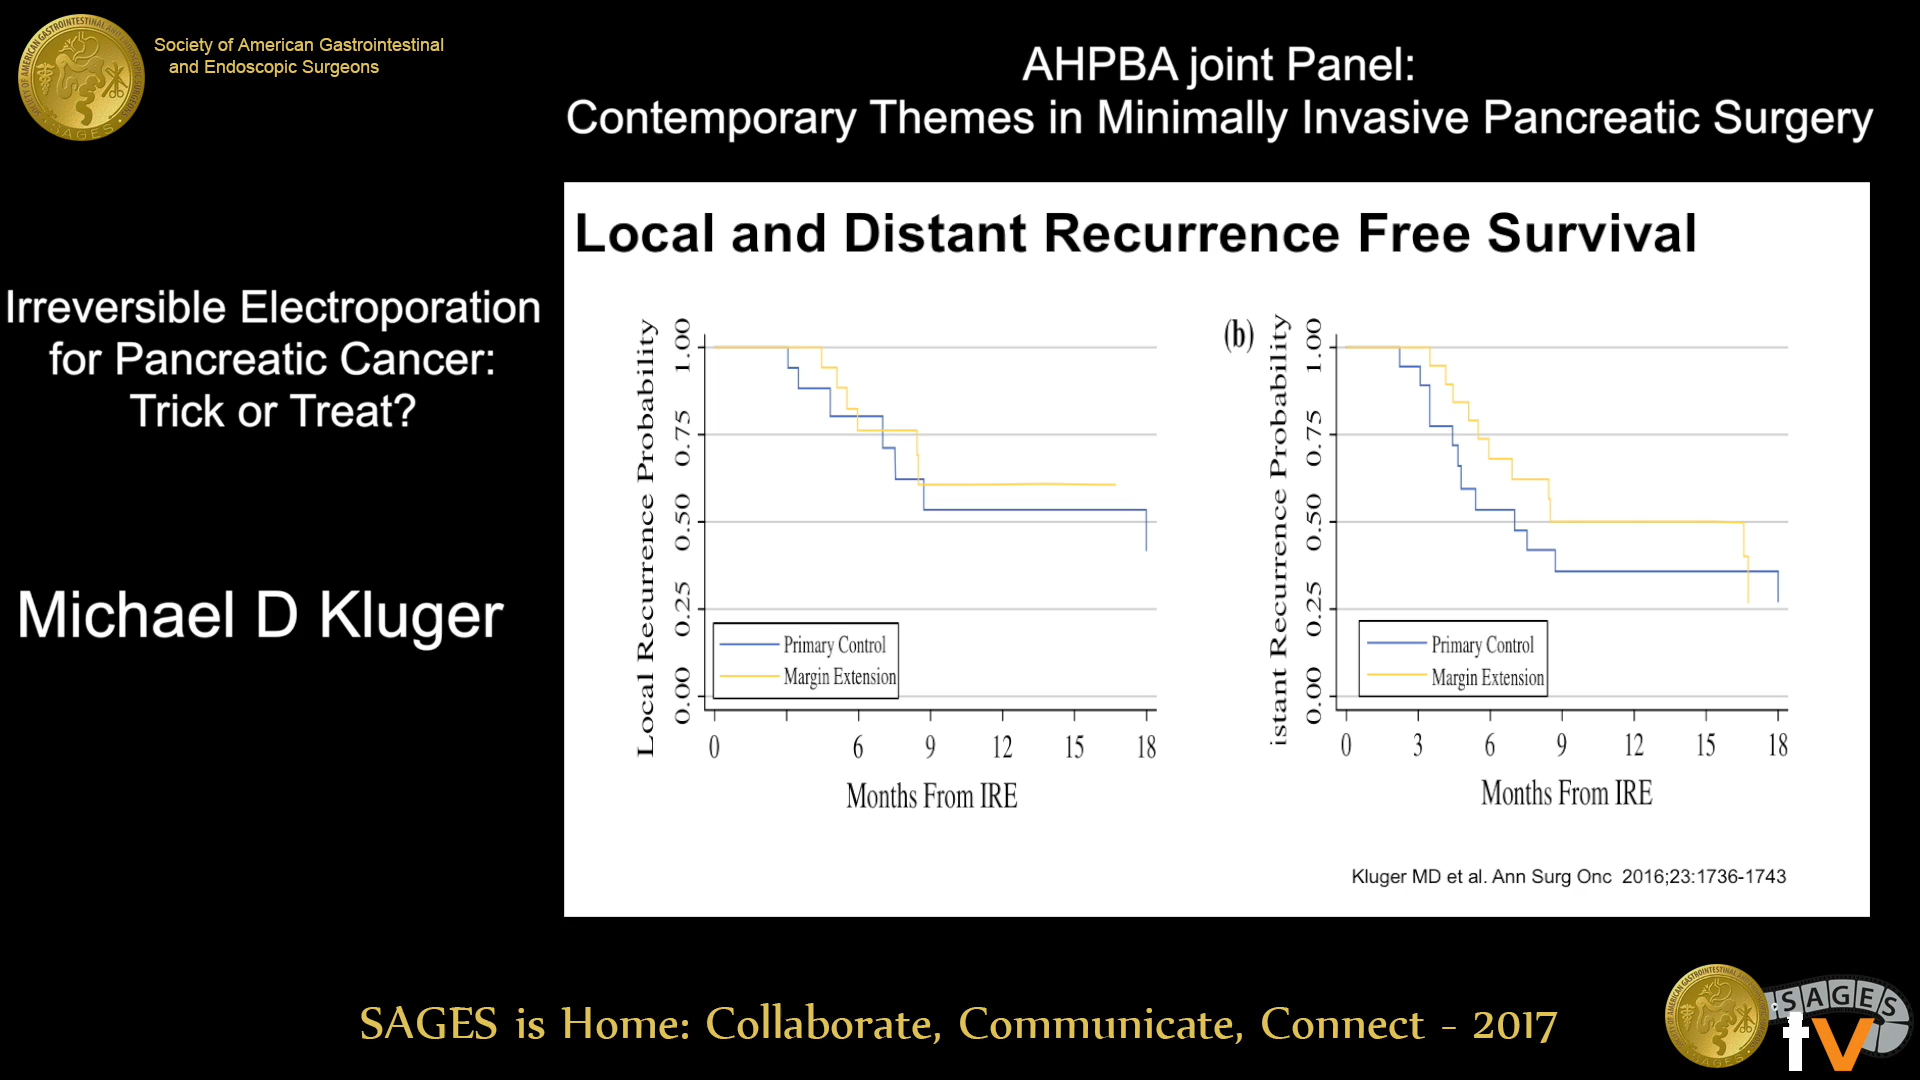 Society of American Gastrointestinal
and Endoscopic Surgeons
AHPBA joint Panel:
Contemporary Themes in Minimally Invasive Pancreatic Surgery
Irreversible Electroporation
for Pancreatic Cancer:
Trick or Treat?
Michael D Kluger
Local and Distant Recurrence Free Survival
Local Recurrence Probability
1.00
0.75
0.50
0.25
0.00
Primary Control
Margin Extension
0 6 9 12 15 18
Months From IRE
(b)
istant Recurrence Probability
1.00
0.75
0.50
0.25
0.00
Primary Control
Margin Extension
0 3 6 9 12 15 18
Months From IRE
Kluger MD et al. Ann Surg Onc 2016;23:1736-1743
SAGES is Home: Collaborate, Communicate, Connect - 2017
SAGES
tv
SAGES